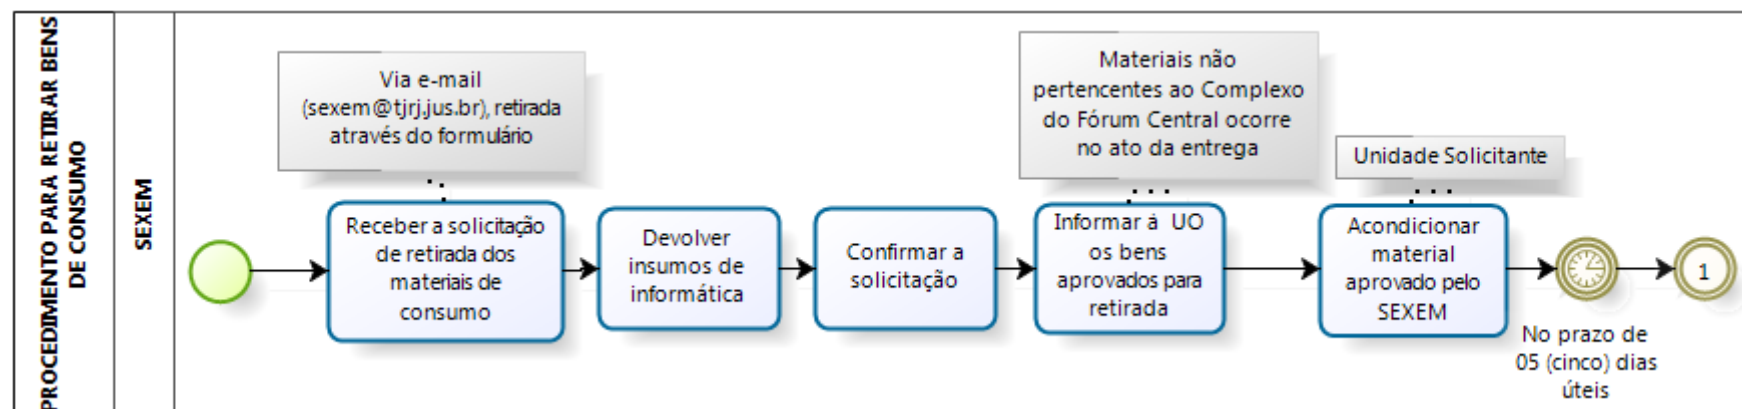 PROCEDIMENTO PARA RETIRAR BENS
DE CONSUMO
SEXEM
Via e-mail
(sexem@tjrj.jus.br), retirada
através do formulário
Receber a solicitação
de retirada dos
materiais de
consumo
Devolver
insumos de
informática
Confirmar a
solicitação
Materiais não
pertencentes ao Complexo
do Fórum Central ocorre
no ato da entrega
Informar á UO
os bens
aprovados para
retirada
Unidade Solicitante
Acondicionar
material
aprovado pelo
SEXEM
No prazo de
05 (cinco) dias
úteis
1